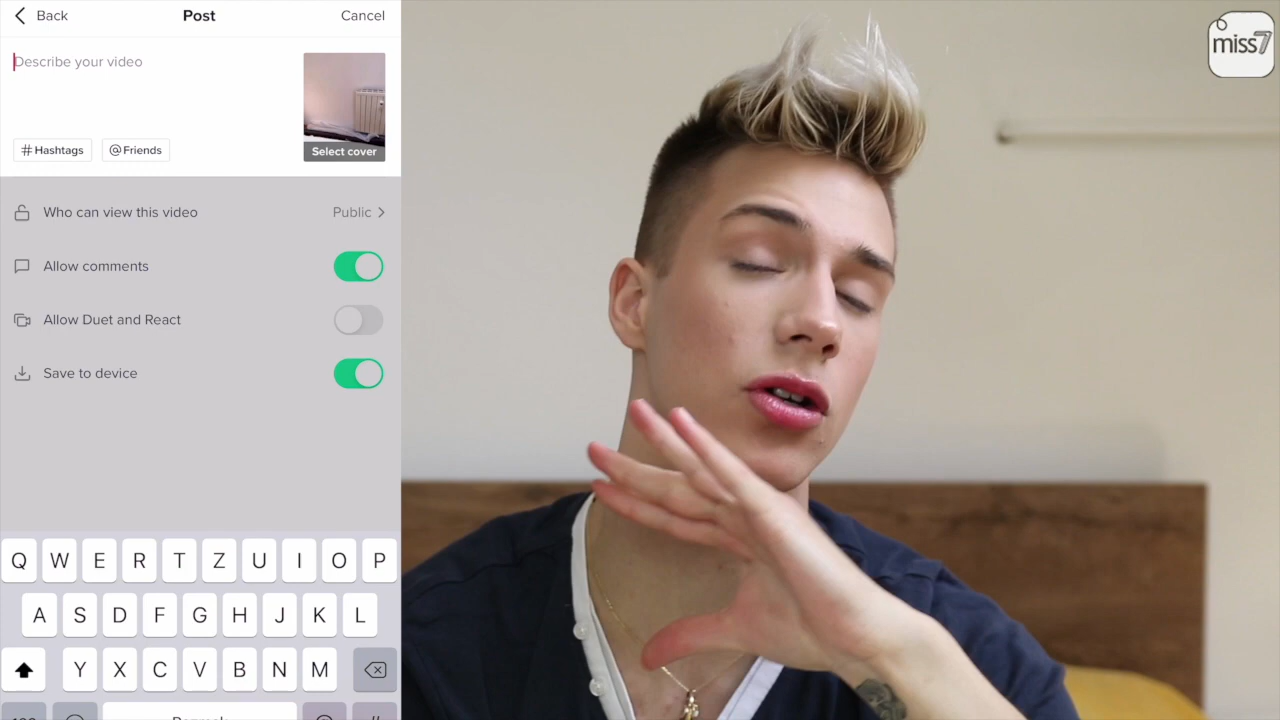 Back
Post
Cancel
Describe your video
# Hashtags
@ Friends
Select cover
Who can view this video
Public
Allow comments
Allow Duet and React
Save to device
Q W E R T Z U I O P
A S D F G H J K L
Y X C V B N M
miss7